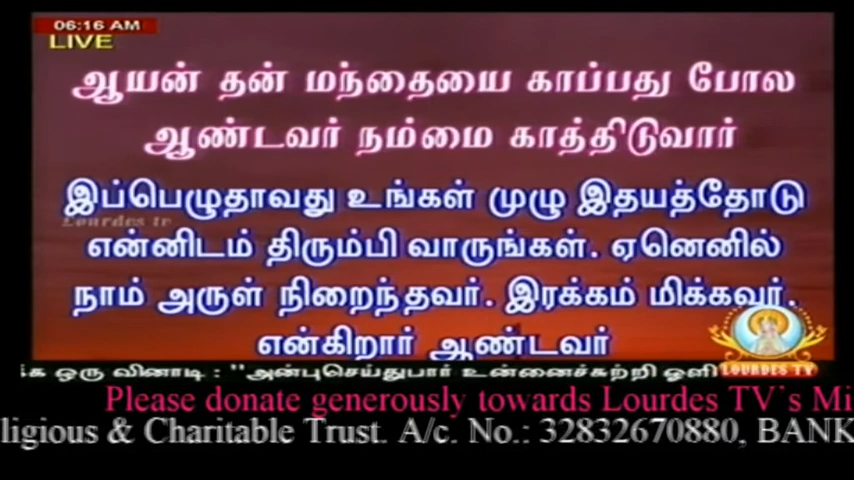 06:16 AM
LIVE
ஆயன் தன் மந்தையை காப்பது போல
ஆண்டவர் நம்மை காத்திடுவார்
இப்பெழுதாவது உங்கள் முழு இதயத்தோடு
Lourdes tv
என்னிடம் திரும்பி வாருங்கள். ஏனெனில்
நாம் அருள் நிறைந்தவர். இரக்கம் மிக்கவர்.
என்கிறார் ஆண்டவர்
LOURDES TV
ஒரு வினாடி : "அன்புசெய்துபார் உன்னைச்சுற்றி ஒளி
Please donate generously towards Lourdes TV`s Mi
ligious & Charitable Trust. A/c. No.: 32832670880, BANK